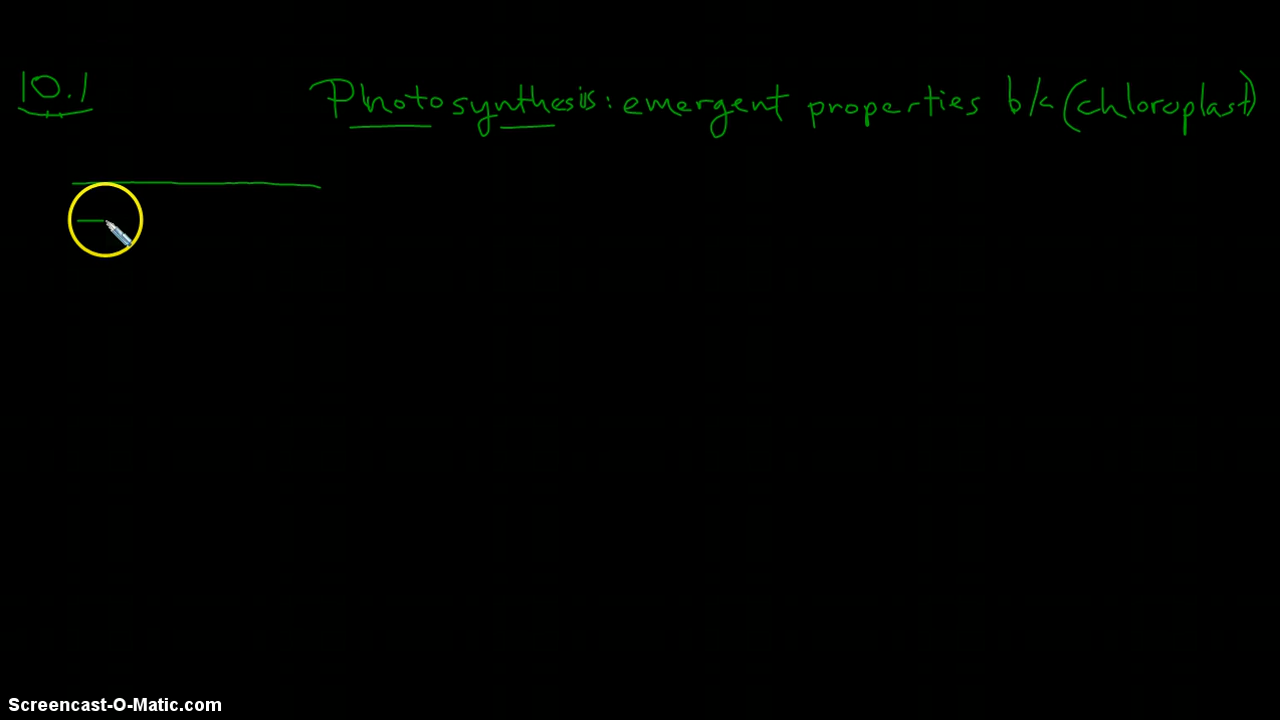 10.1
Photosynthesis: emergent properties b/c (chloroplast)
Screencast-O-Matic.com